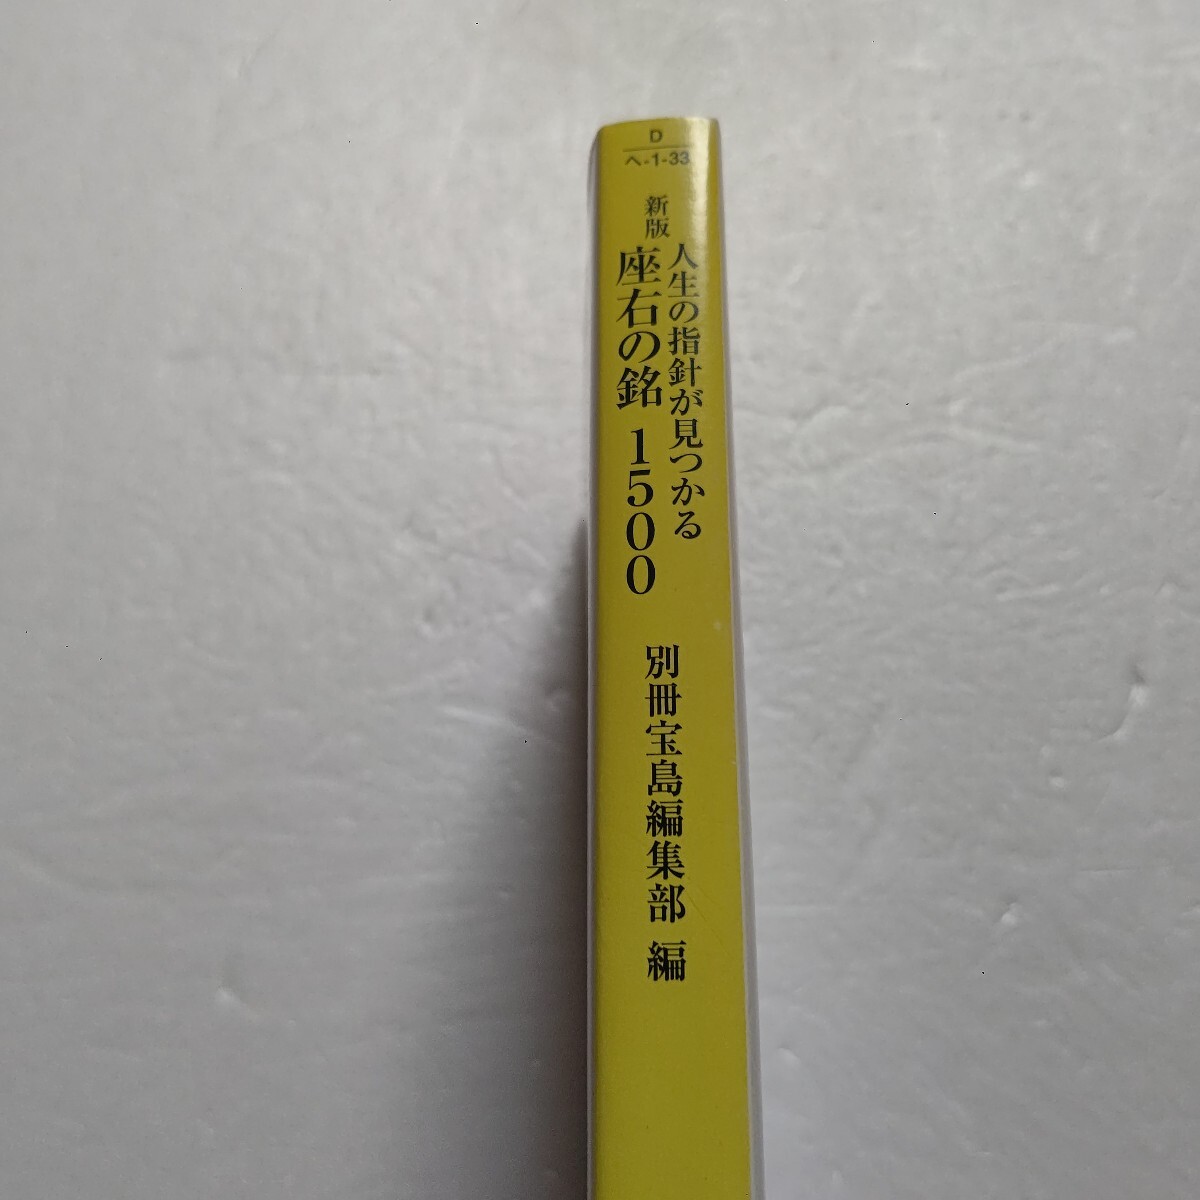 D
へ-1-33
新版
人生の指針が見つかる
座右の銘 1500
別冊宝島編集部 編